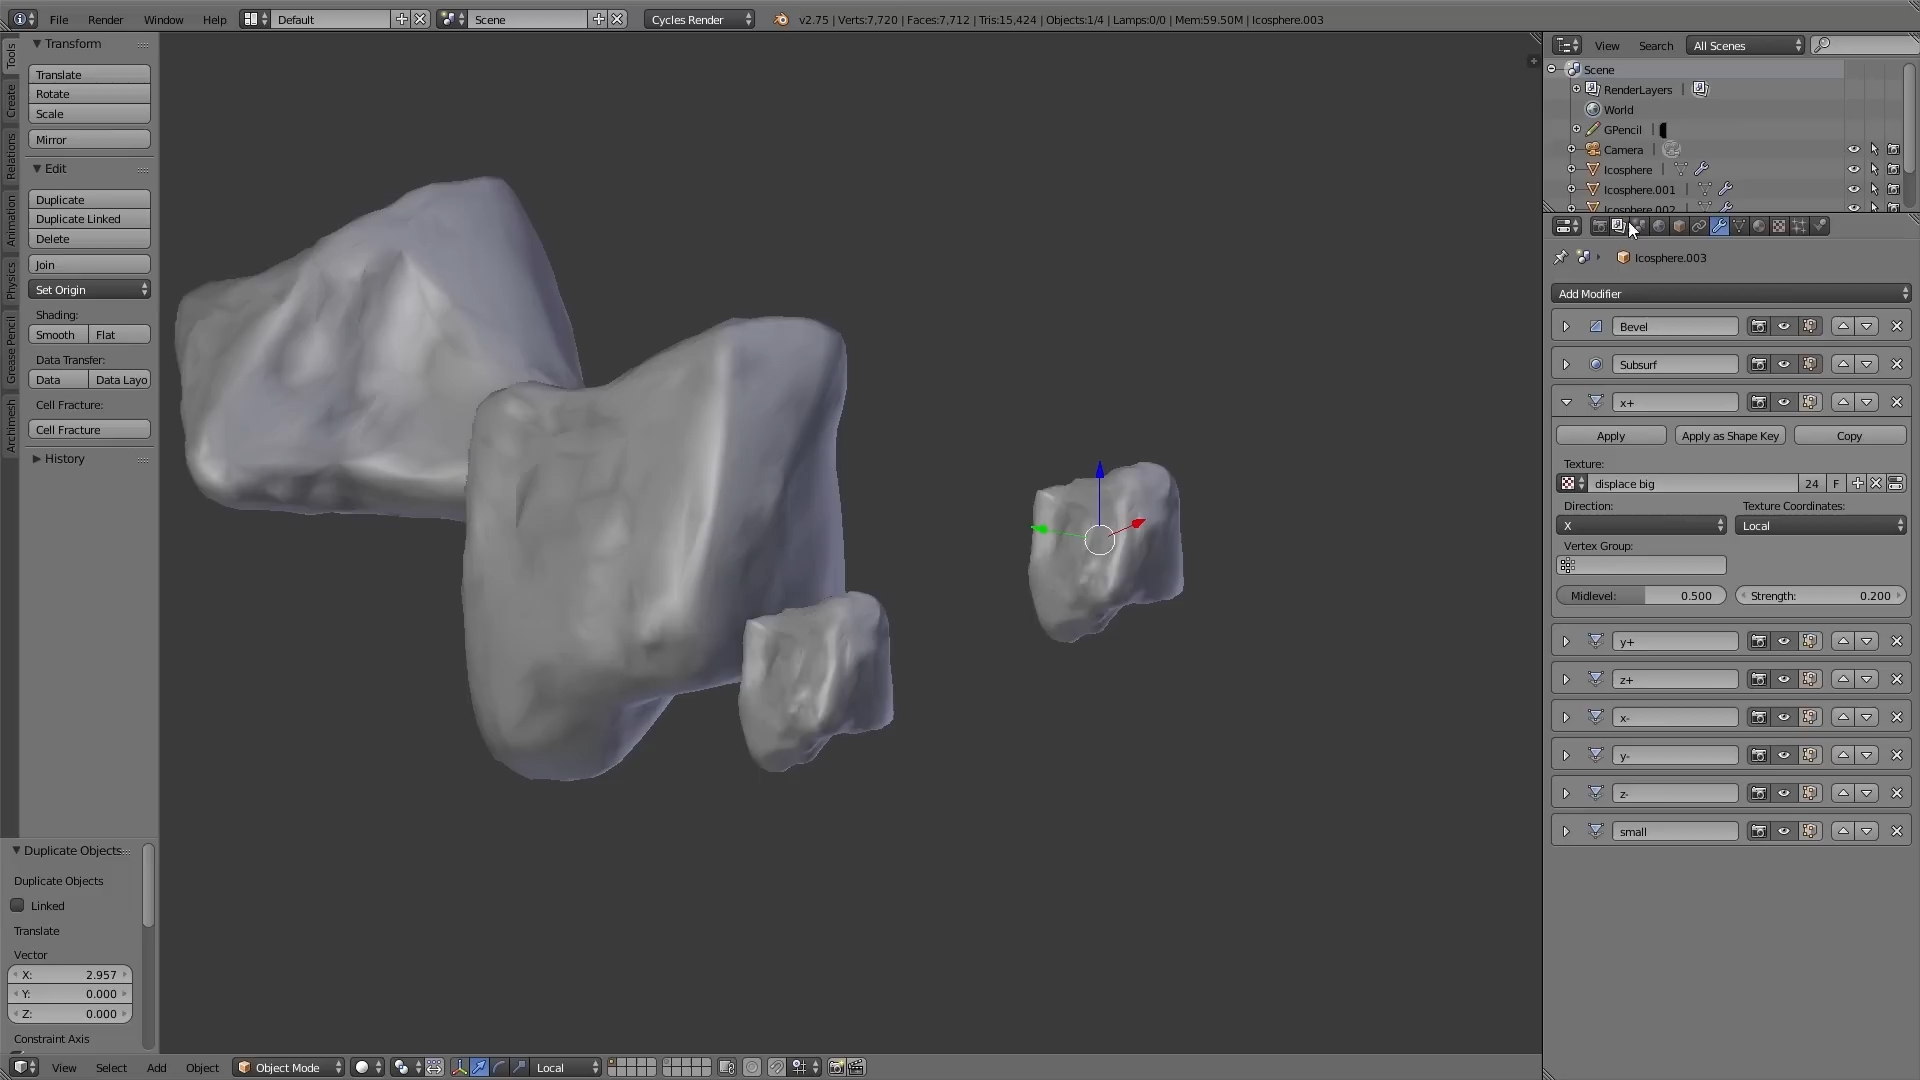 File Render Window Help Default Scene Cycles Render v2.75 | Verts:7,720 | Faces:7,712 | Tris:15,424 | Objects:1/4 | Lamps:0/0 | Mem:59.50M | Icosphere.003
Tools
Create
Relations
Animation
Physics
Grease Pencil
Archimesh
Transform
Translate
Rotate
Scale
Mirror
Edit
Duplicate
Duplicate Linked
Delete
Join
Set Origin
Shading:
Smooth Flat
Data Transfer:
Data Data Layo
Cell Fracture:
Cell Fracture
History
Duplicate Objects
Duplicate Objects
Linked
Translate
Vector
X: 2.957
Y: 0.000
Z: 0.000
Constraint Axis
View Select Add Object Object Mode Local
View Search All Scenes
Scene
RenderLayers |
World
GPencil |
Camera |
Icosphere |
Icosphere.001 |
Icosphere.002
Icosphere.003
Add Modifier
Bevel
Subsurf
x+
Apply Apply as Shape Key Copy
Texture:
displace big 24 F
Direction: Texture Coordinates:
X Local
Vertex Group:
Midlevel: 0.500 Strength: 0.200
y+
z+
x-
y-
z-
small